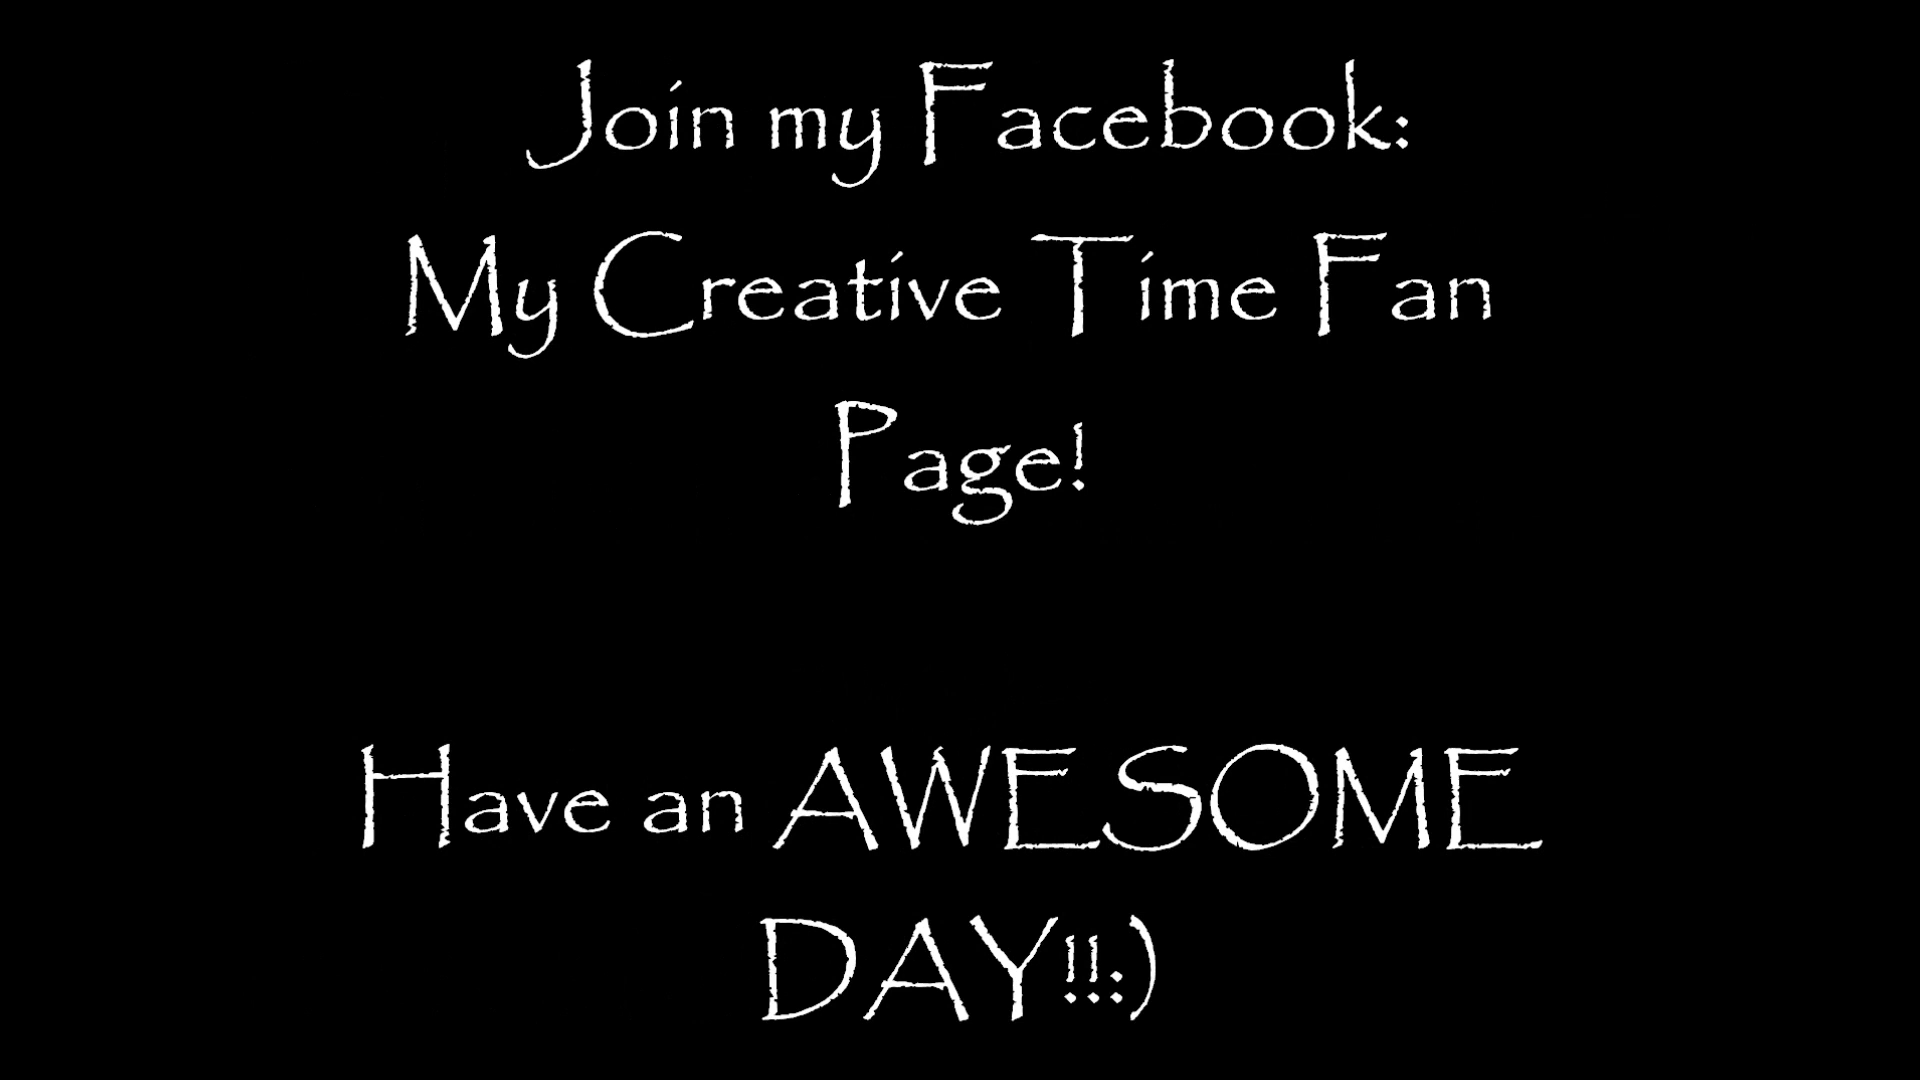 Join my Facebook:
My Creative Time Fan
Page!
Have an AWESOME
DAY!!:)